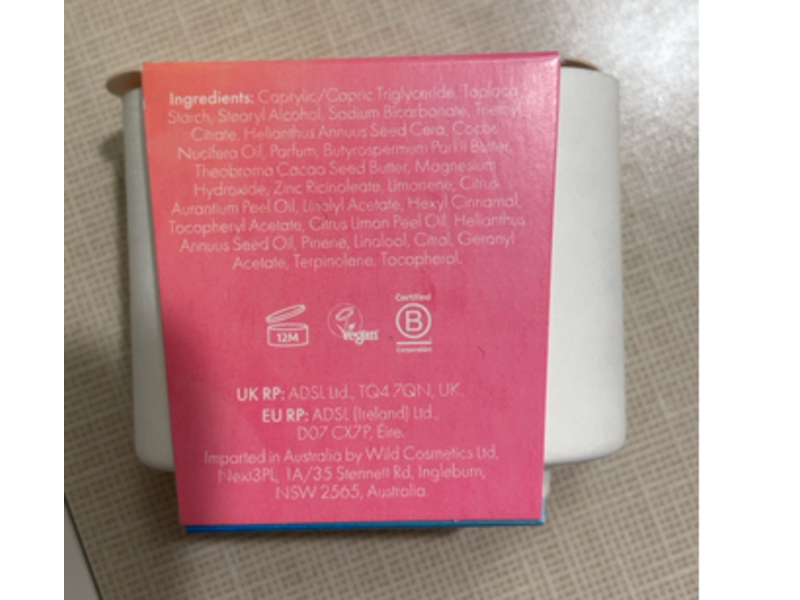 Ingredients: Caprylic/Capric Triglyceride, Tapioca
Starch, Stearyl Alcohol, Sodium Bicarbonate, Triethyl
Citrate, Helianthus Annuus Seed Cera, Cocos
Nucifera Oil, Parfum, Butyrospermum Parkii Butter,
Theobroma Cacao Seed Butter, Magnesium
Hydroxide, Zinc Ricinoleate, Limonene, Citrus
Aurantium Peel Oil, Linalyl Acetate, Hexyl Cinnamal,
Tocopheryl Acetate, Citrus Limon Peel Oil, Helianthus
Annuus Seed Oil, Pinene, Linalool, Citral, Geranyl
Acetate, Terpinolene, Tocopherol.
Certified
B
Corporation
12M
Vegan
UK RP: ADSL Ltd., TQ4 7QN, UK.
EU RP: ADSL (Ireland) Ltd.,
D07 CX7P, Éire.
Imported in Australia by Wild Cosmetics Ltd,
Next3PL, 1A/35 Stennett Rd, Ingleburn,
NSW 2565, Australia.